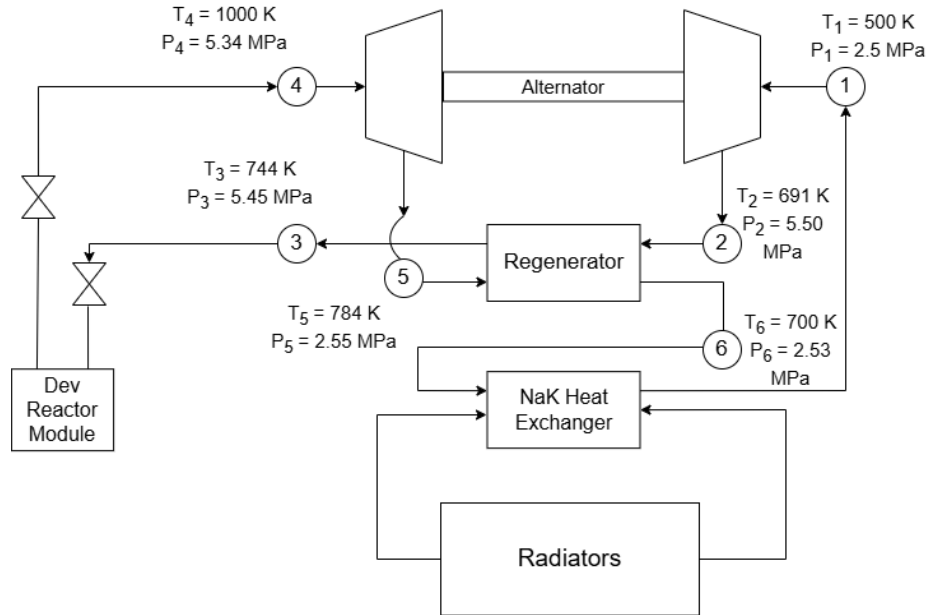 T4 = 1000 K
P4 = 5.34 MPa
4
Alternator
T1 = 500 K
P1 = 2.5 MPa
1
T3 = 744 K
P3 = 5.45 MPa
3
T2 = 691 K
P2 = 5.50
MPa
2
Regenerator
5
T5 = 784 K
P5 = 2.55 MPa
T6 = 700 K
P6 = 2.53
MPa
6
Dev
Reactor
Module
NaK Heat
Exchanger
Radiators